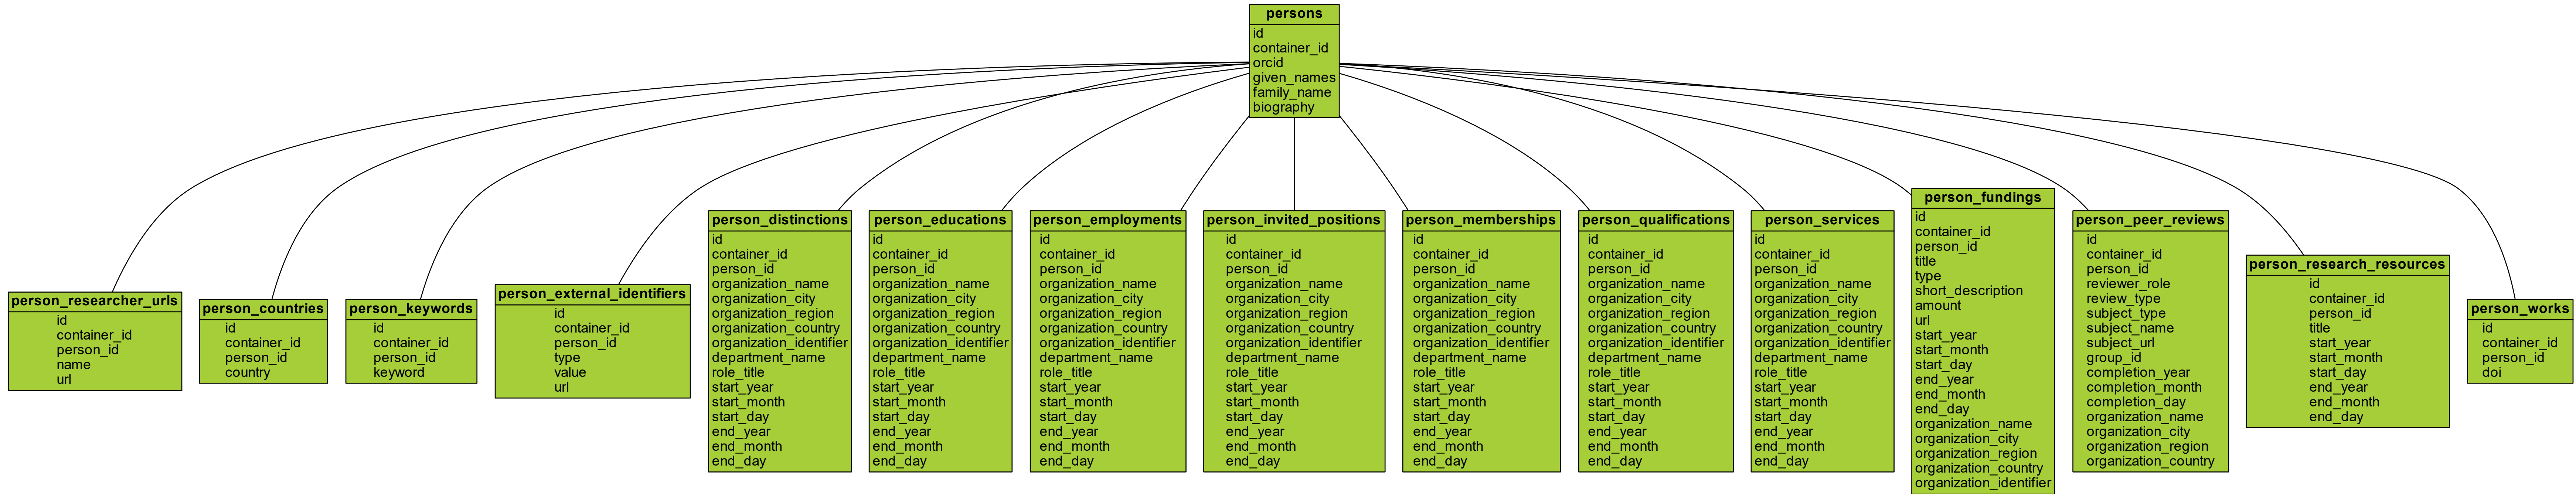 persons
id
container_id
orcid
given_names
family_name
biography
person_researcher_urls
id
container_id
person_id
name
url
person_countries
id
container_id
person_id
country
person_keywords
id
container_id
person_id
keyword
person_external_identifiers
id
container_id
person_id
type
value
url
person_distinctions
id
container_id
person_id
organization_name
organization_city
organization_region
organization_country
organization_identifier
department_name
role_title
start_year
start_month
start_day
end_year
end_month
end_day
person_educations
id
container_id
person_id
organization_name
organization_city
organization_region
organization_country
organization_identifier
department_name
role_title
start_year
start_month
start_day
end_year
end_month
end_day
person_employments
id
container_id
person_id
organization_name
organization_city
organization_region
organization_country
organization_identifier
department_name
role_title
start_year
start_month
start_day
end_year
end_month
end_day
person_invited_positions
id
container_id
person_id
organization_name
organization_city
organization_region
organization_country
organization_identifier
department_name
role_title
start_year
start_month
start_day
end_year
end_month
end_day
person_memberships
id
container_id
person_id
organization_name
organization_city
organization_region
organization_country
organization_identifier
department_name
role_title
start_year
start_month
start_day
end_year
end_month
end_day
person_qualifications
id
container_id
person_id
organization_name
organization_city
organization_region
organization_country
organization_identifier
department_name
role_title
start_year
start_month
start_day
end_year
end_month
end_day
person_services
id
container_id
person_id
organization_name
organization_city
organization_region
organization_country
organization_identifier
department_name
role_title
start_year
start_month
start_day
end_year
end_month
end_day
person_fundings
id
container_id
person_id
title
type
short_description
amount
url
start_year
start_month
start_day
end_year
end_month
end_day
organization_name
organization_city
organization_region
organization_country
organization_identifier
person_peer_reviews
id
container_id
person_id
reviewer_role
review_type
subject_type
subject_name
subject_url
group_id
completion_year
completion_month
completion_day
organization_name
organization_city
organization_region
organization_country
person_research_resources
id
container_id
person_id
title
start_year
start_month
start_day
end_year
end_month
end_day
person_works
id
container_id
person_id
doi